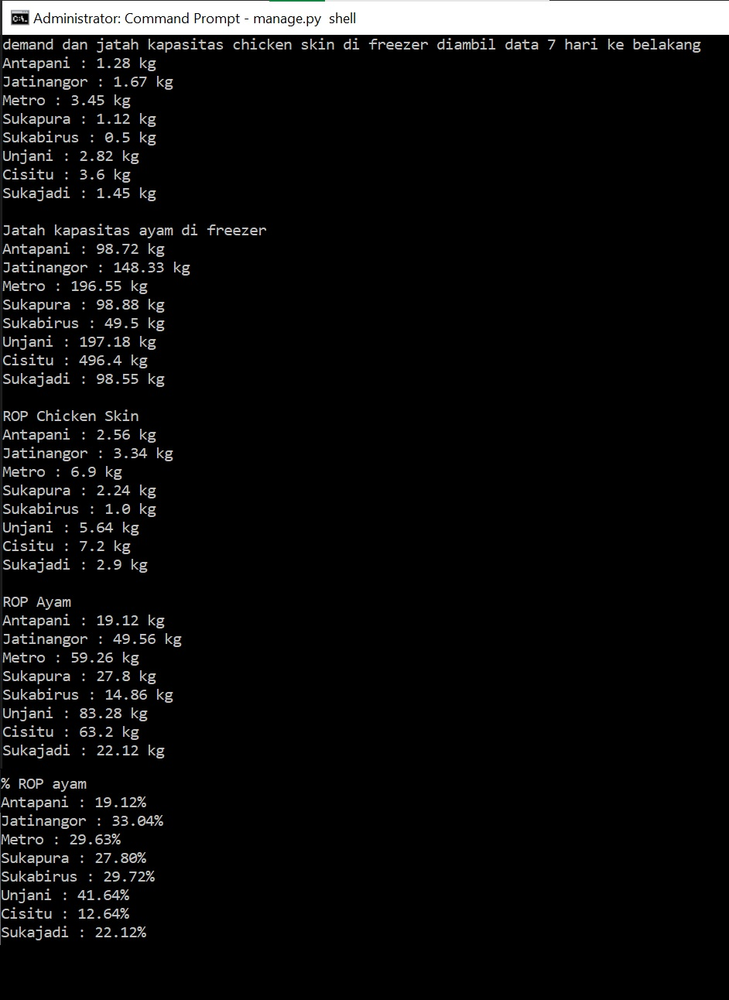 Administrator: Command Prompt - manage.py  shell
demand dan jatah kapasitas chicken skin di freezer diambil data 7 hari ke belakang
Antapani : 1.28 kg
Jatinangor : 1.67 kg
Metro : 3.45 kg
Sukapura : 1.12 kg
Sukabirus : 0.5 kg
Unjani : 2.82 kg
Cisitu : 3.6 kg
Sukajadi : 1.45 kg

Jatah kapasitas ayam di freezer
Antapani : 98.72 kg
Jatinangor : 148.33 kg
Metro : 196.55 kg
Sukapura : 98.88 kg
Sukabirus : 49.5 kg
Unjani : 197.18 kg
Cisitu : 496.4 kg
Sukajadi : 98.55 kg

ROP Chicken Skin
Antapani : 2.56 kg
Jatinangor : 3.34 kg
Metro : 6.9 kg
Sukapura : 2.24 kg
Sukabirus : 1.0 kg
Unjani : 5.64 kg
Cisitu : 7.2 kg
Sukajadi : 2.9 kg

ROP Ayam
Antapani : 19.12 kg
Jatinangor : 49.56 kg
Metro : 59.26 kg
Sukapura : 27.8 kg
Sukabirus : 14.86 kg
Unjani : 83.28 kg
Cisitu : 63.2 kg
Sukajadi : 22.12 kg

% ROP ayam
Antapani : 19.12%
Jatinangor : 33.04%
Metro : 29.63%
Sukapura : 27.80%
Sukabirus : 29.72%
Unjani : 41.64%
Cisitu : 12.64%
Sukajadi : 22.12%